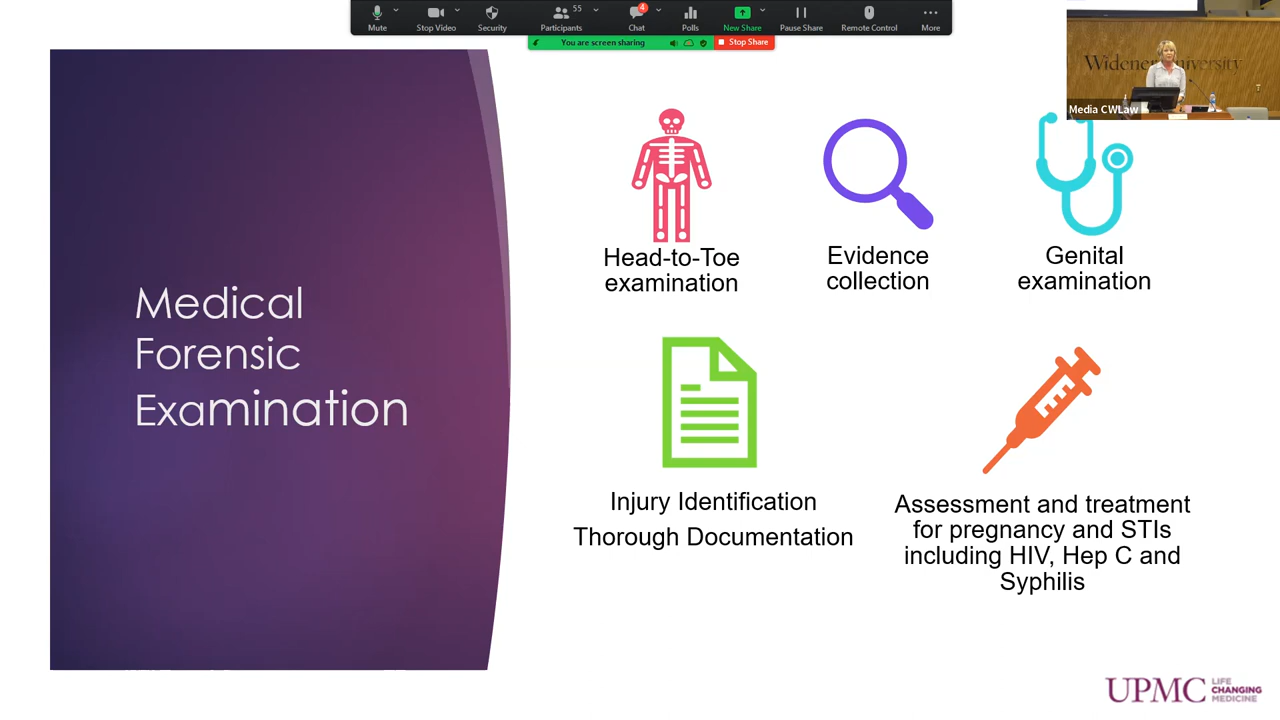 Mute
Stop Video
Security
55
Participants
4
Chat
Polls
New Share
Pause Share
Remote Control
More
You are screen sharing
Stop Share
Widener University
Media CWLaw
Medical
Forensic
Examination
Head-to-Toe
examination
Evidence
collection
Genital
examination
Injury Identification
Thorough Documentation
Assessment and treatment
for pregnancy and STIs
including HIV, Hep C and
Syphilis
UPMC
LIFE
CHANGING
MEDICINE